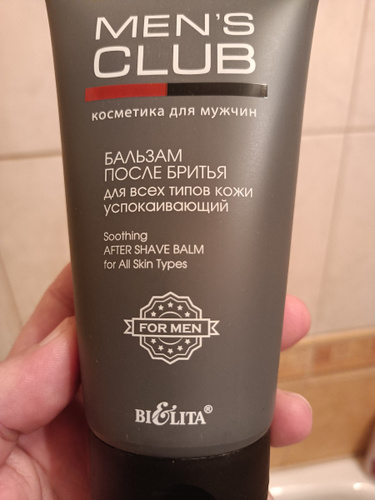 MEN'S
CLUB
косметика для мужчин
БАЛЬЗАМ
ПОСЛЕ БРИТЬЯ
для всех типов кожи
успокаивающий
Soothing
AFTER SHAVE BALM
for All Skin Types
FOR MEN
BIELITA®